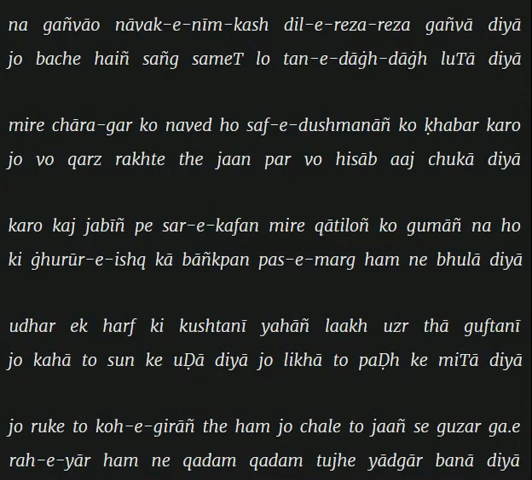 na gañvāo nāvak-e-nīm-kash dil-e-reza-reza gañvā diyā
jo bache haiñ sañg sameT lo tan-e-dāġh-dāġh luTā diyā
mire chāra-gar ko naved ho saf-e-dushmanāñ ko ḳhabar karo
jo vo qarz rakhte the jaan par vo hisāb aaj chukā diyā
karo kaj jabīñ pe sar-e-kafan mire qātiloñ ko gumāñ na ho
ki ġhurūr-e-ishq kā bāñkpan pas-e-marg ham ne bhulā diyā
udhar ek harf ki kushtanī yahāñ laakh uzr thā guftanī
jo kahā to sun ke uḌā diyā jo likhā to paḌh ke miTā diyā
jo ruke to koh-e-girāñ the ham jo chale to jaañ se guzar ga.e
rah-e-yār ham ne qadam qadam tujhe yādgār banā diyā